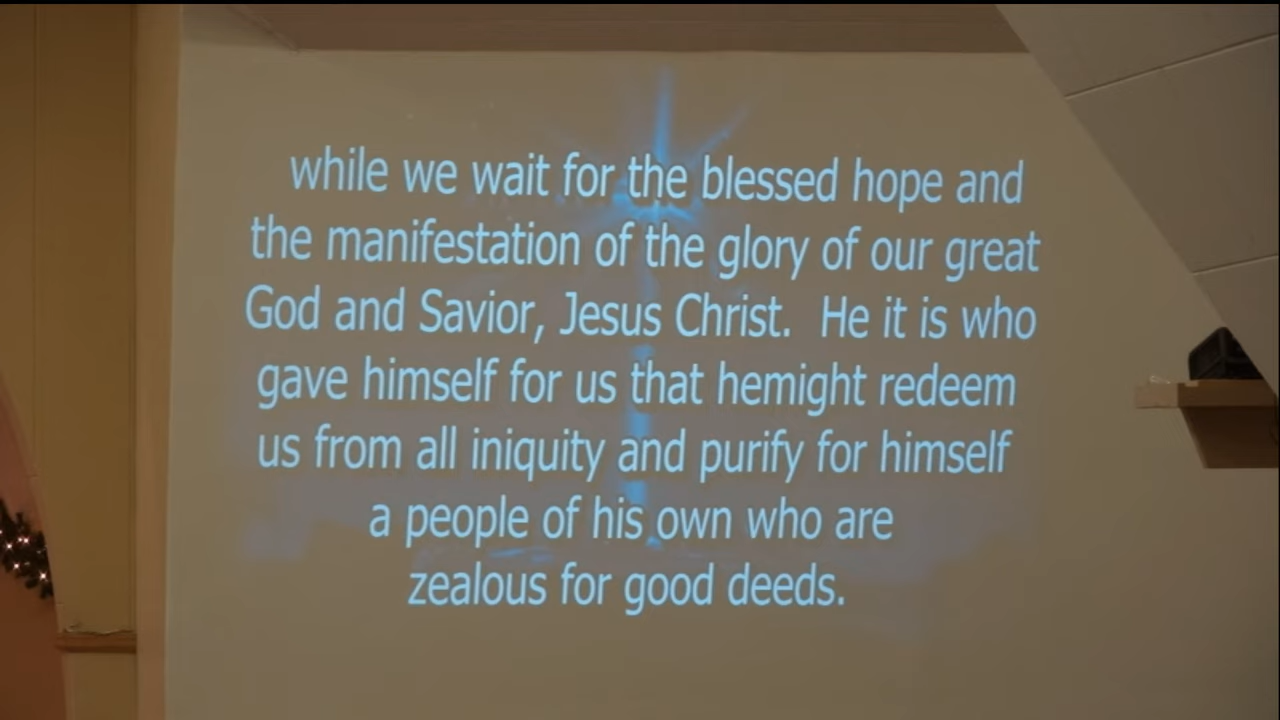 while we wait for the blessed hope and
the manifestation of the glory of our great
God and Savior, Jesus Christ.  He it is who
gave himself for us that hemight redeem
us from all iniquity and purify for himself
a people of his own who are
zealous for good deeds.